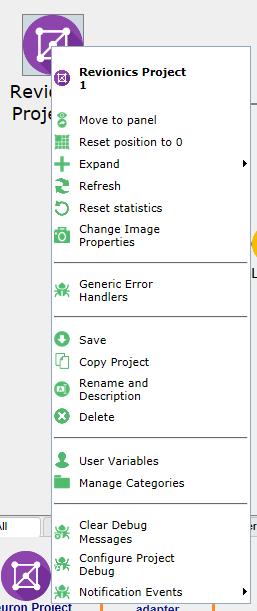 Revionics Project
1
Move to panel
Reset position to 0
Expand
Refresh
Reset statistics
Change Image
Properties
Generic Error
Handlers
Save
Copy Project
Rename and
Description
Delete
User Variables
Manage Categories
Clear Debug
Messages
Configure Project
Debug
Notification Events
Revi
Proj
L
All
er
euron Project
adapter